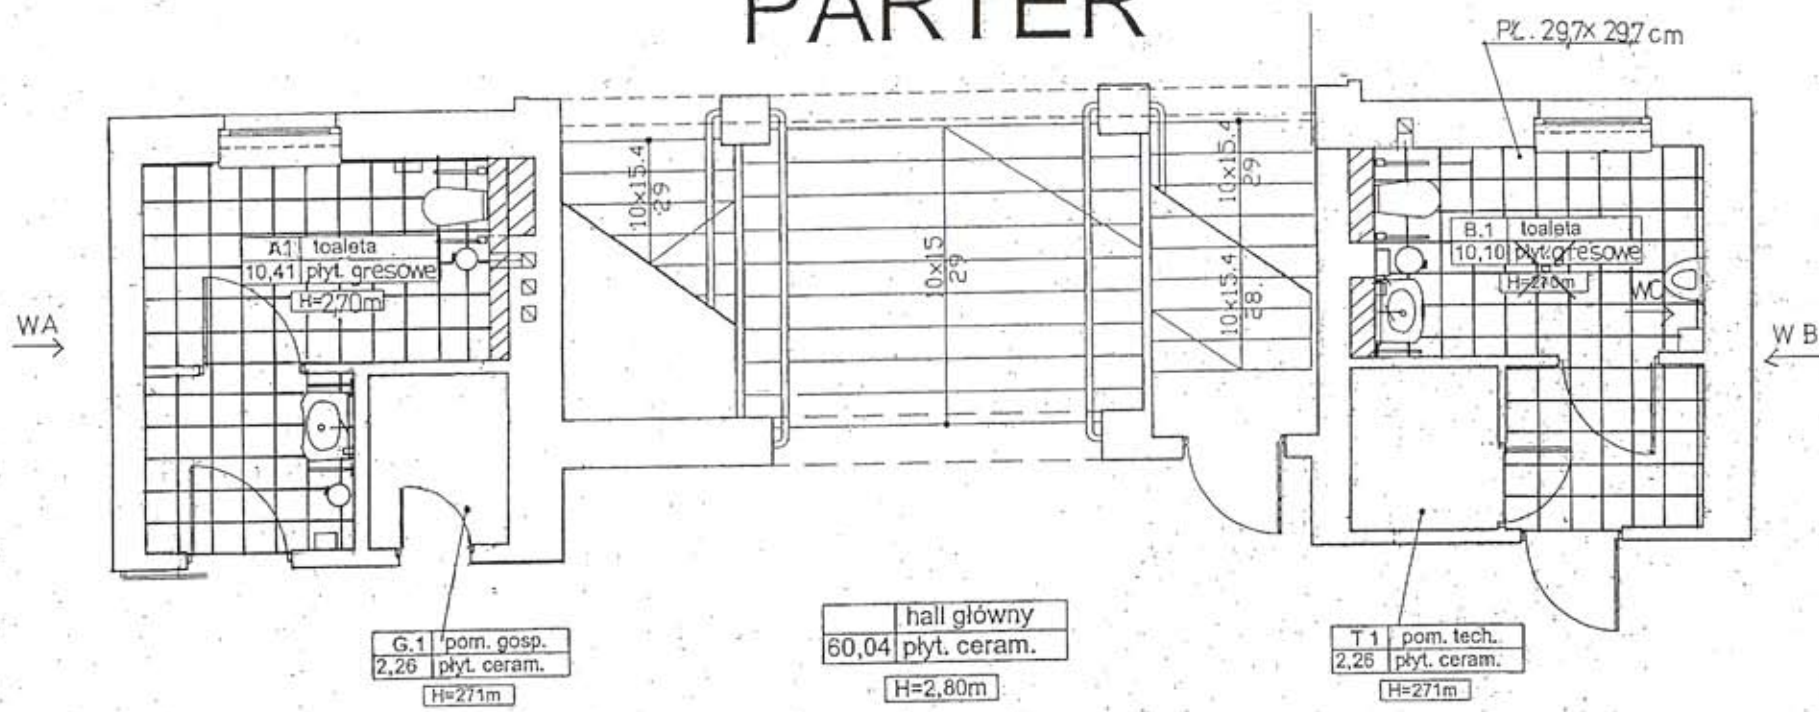 PARTER
PŁ. 29,7 x 29,7 cm
10x15.4
29
10x15.4
29
A.1 toaleta
10,41 płyt. gresowe
H=2,70m
B.1 toaleta
10,10 płyt. gresowe
H=270m
10x15
29
10x15.4
28.
WC
WA
WB
hall główny
60,04 płyt. ceram.
H=2,80m
G.1 pom. gosp.
2,26 płyt. ceram.
H=271m
T 1 pom. tech.
2,26 płyt. ceram.
H=271m